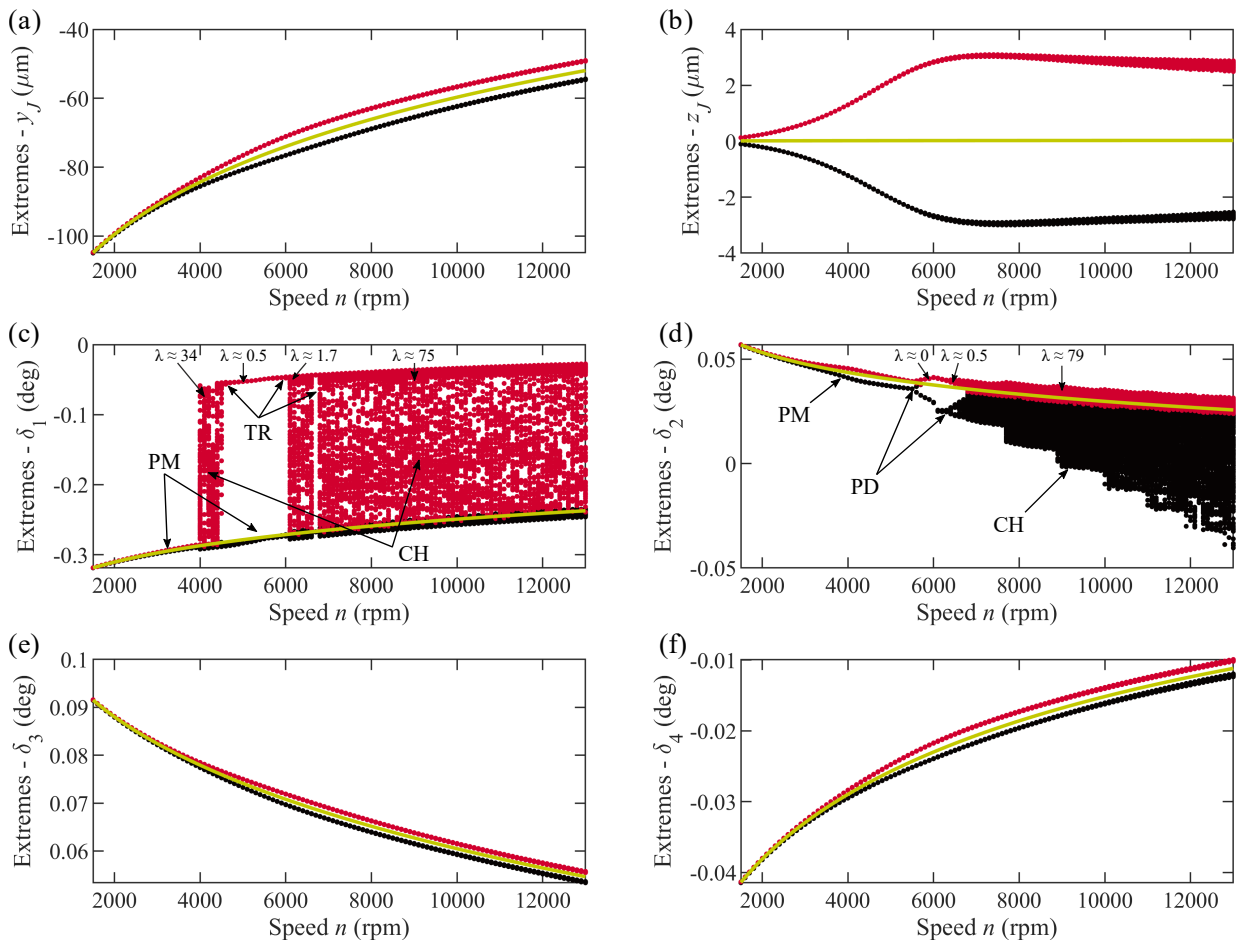 (a)
Extremes - y_J (μm)
-40
-60
-80
-100
2000 4000 6000 8000 10000 12000
Speed n (rpm)
(b)
Extremes - z_J (μm)
4
2
0
-2
-4
2000 4000 6000 8000 10000 12000
Speed n (rpm)
(c)
Extremes - δ_1 (deg)
0
-0.1
-0.2
-0.3
λ ≈ 34 λ ≈ 0.5 λ ≈ 1.7 λ ≈ 75
TR
PM
CH
2000 4000 6000 8000 10000 12000
Speed n (rpm)
(d)
Extremes - δ_2 (deg)
0.05
0
-0.05
λ ≈ 0 λ ≈ 0.5 λ ≈ 79
PM
PD
CH
2000 4000 6000 8000 10000 12000
Speed n (rpm)
(e)
Extremes - δ_3 (deg)
0.1
0.09
0.08
0.07
0.06
2000 4000 6000 8000 10000 12000
Speed n (rpm)
(f)
Extremes - δ_4 (deg)
-0.01
-0.02
-0.03
-0.04
2000 4000 6000 8000 10000 12000
Speed n (rpm)